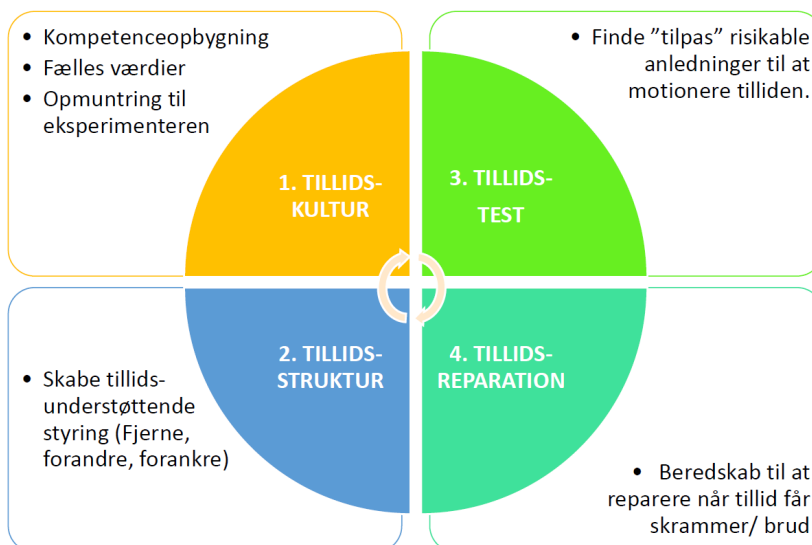 • Kompetenceopbygning
• Fælles værdier
• Opmuntring til
eksperimenteren
1. TILLIDS-
KULTUR
• Finde ”tilpas” risikable
anledninger til at
motionere tilliden.
3. TILLIDS-
TEST
2. TILLIDS-
STRUKTUR
• Skabe tillids-
understøttende
styring (Fjerne,
forandre, forankre)
4. TILLIDS-
REPARATION
• Beredskab til at
reparere når tillid får
skrammer/ brud